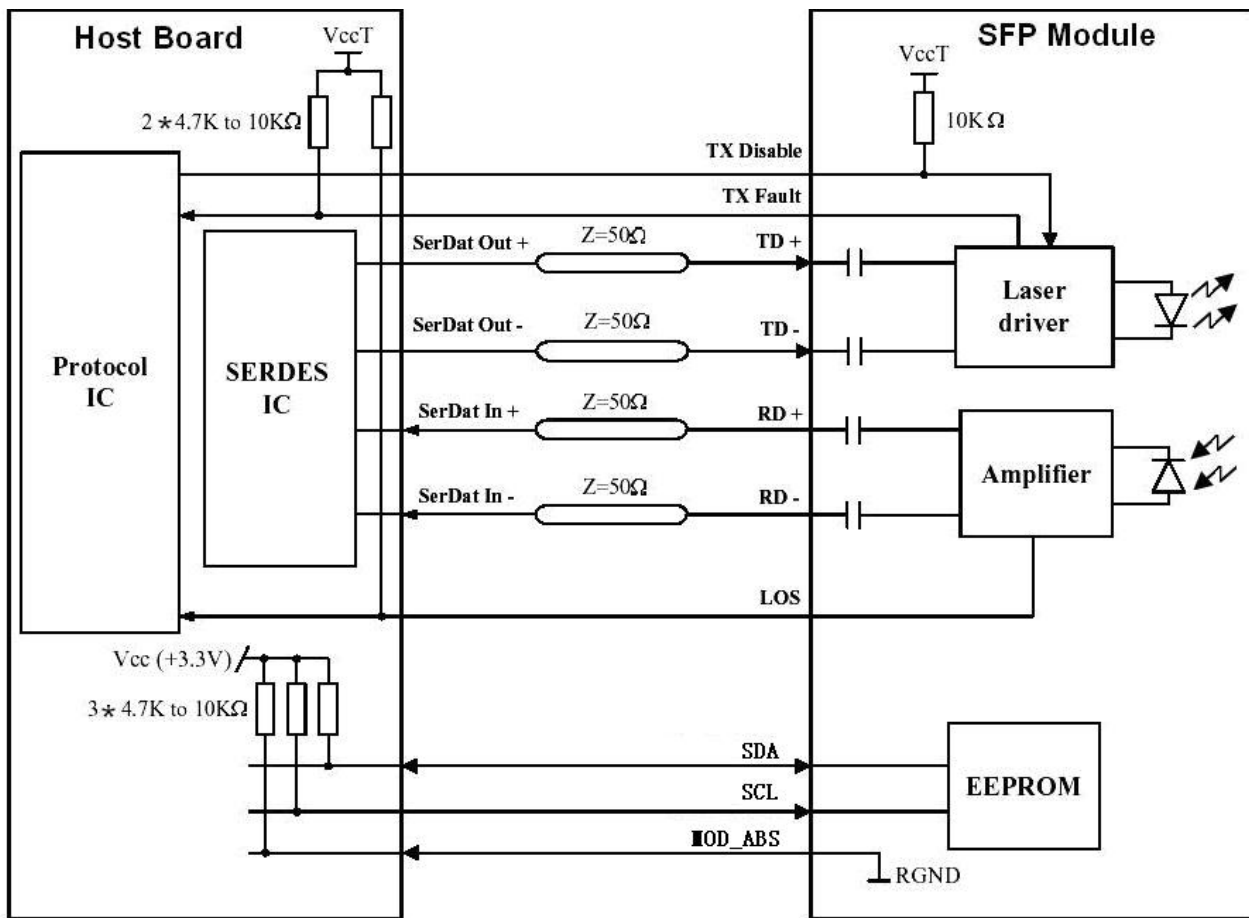 Host Board
SFP Module
VccT
VccT
2*4.7K to 10KΩ
10KΩ
TX Disable
TX Fault
SerDat Out +
Z=50Ω
TD +
Laser
driver
SerDat Out -
Z=50Ω
TD -
Protocol
IC
SERDES
IC
SerDat In +
Z=50Ω
RD +
Amplifier
SerDat In -
Z=50Ω
RD -
LOS
Vcc (+3.3V)
3*4.7K to 10KΩ
SDA
EEPROM
SCL
MOD_ABS
RGND